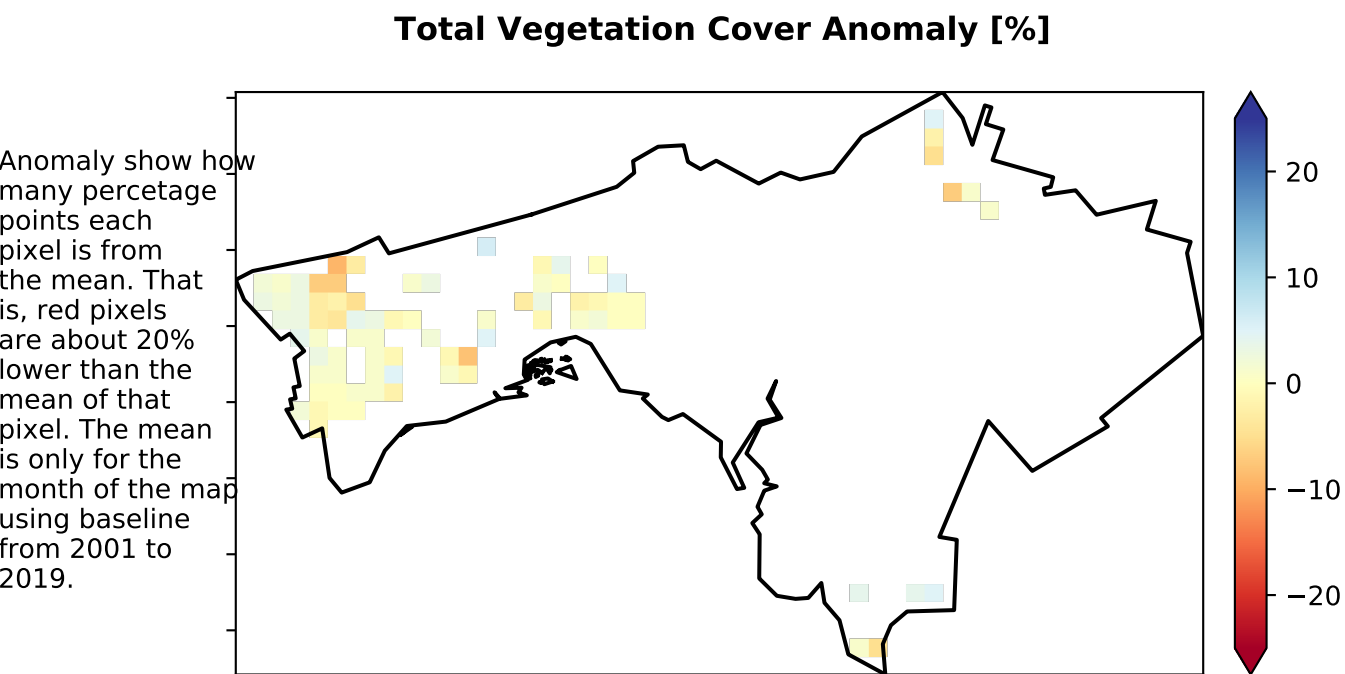 Total Vegetation Cover Anomaly [%]
Anomaly show how
many percetage
points each
pixel is from
the mean. That
is, red pixels
are about 20%
lower than the
mean of that
pixel. The mean
is only for the
month of the map
using baseline
from 2001 to
2019.
20
10
0
−10
−20